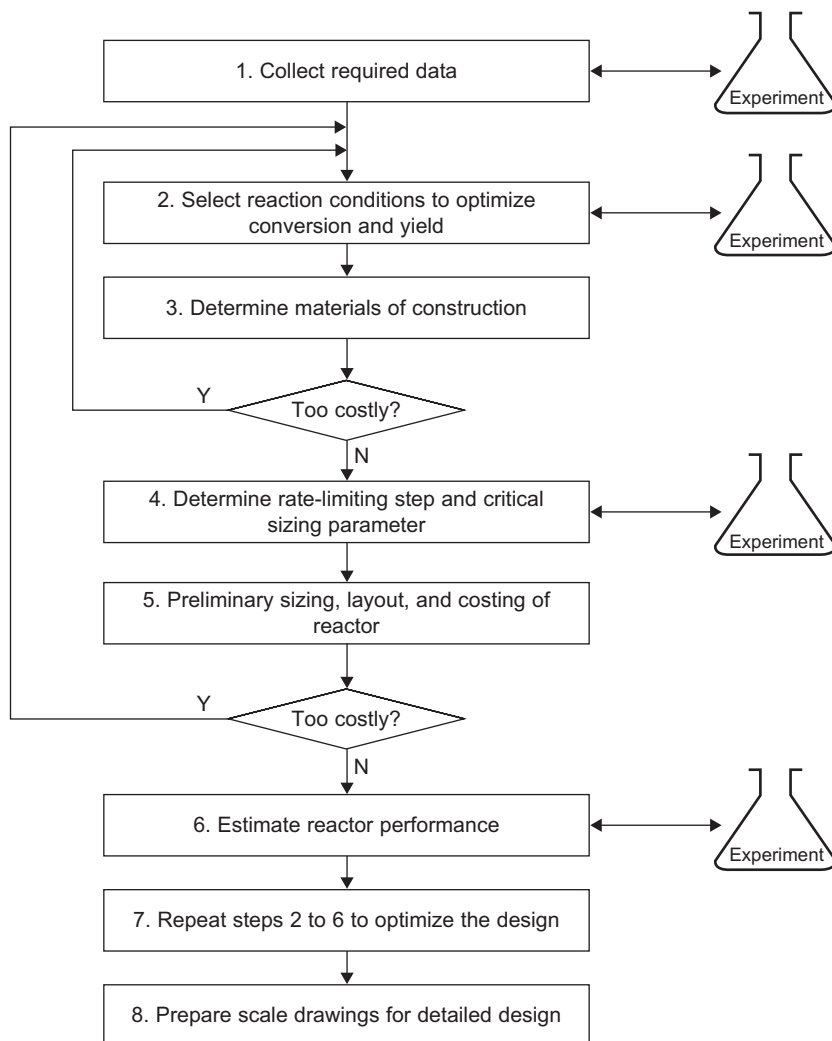 1. Collect required data
Experiment
2. Select reaction conditions to optimize
conversion and yield
Experiment
3. Determine materials of construction
Y
Too costly?
N
4. Determine rate-limiting step and critical
sizing parameter
Experiment
5. Preliminary sizing, layout, and costing of
reactor
Y
Too costly?
N
6. Estimate reactor performance
Experiment
7. Repeat steps 2 to 6 to optimize the design
8. Prepare scale drawings for detailed design